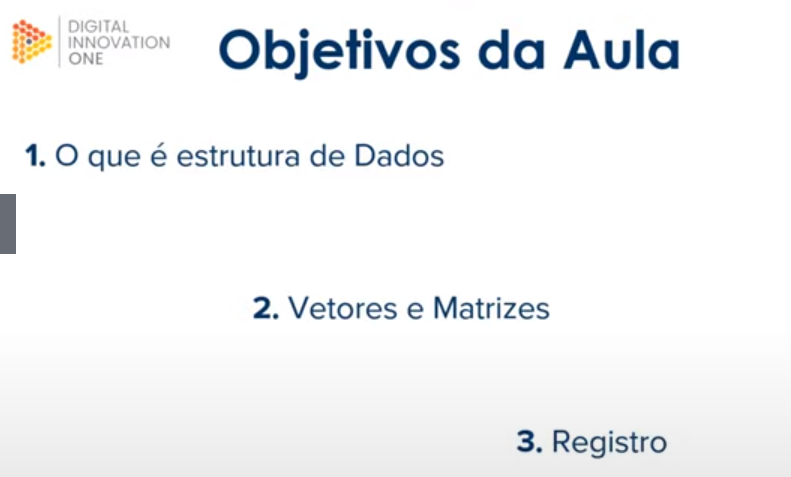 DIGITAL
INNOVATION
ONE
Objetivos da Aula
1. O que é estrutura de Dados
2. Vetores e Matrizes
3. Registro